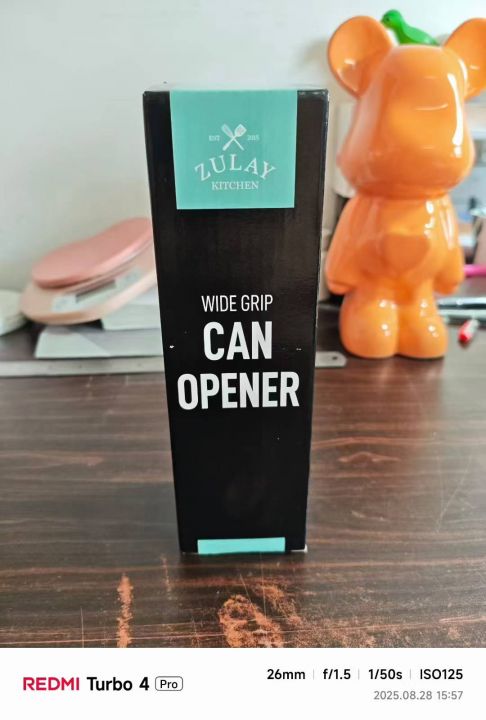 EST 2015
ZULAY
KITCHEN
WIDE GRIP
CAN
OPENER
REDMI Turbo 4 Pro
26mm | f/1.5 | 1/50s | ISO125
2025.08.28 15:57